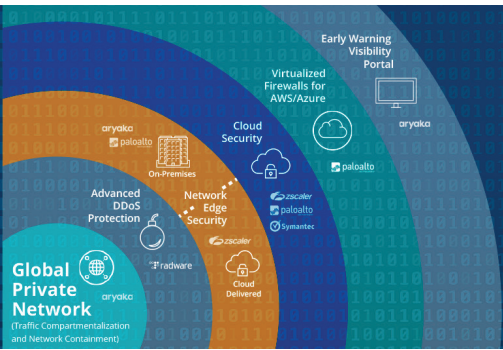 Early Warning
Visibility
Portal
aryaka
Virtualized
Firewalls for
AWS/Azure
paloalto
Cloud
Security
zscaler
paloalto
Symantec
aryaka
paloalto
On-Premises
Network
Edge
Security
zscaler
Cloud
Delivered
Advanced
DDoS
Protection
radware
Global
Private
Network
aryaka
(Traffic Compartmentalization
and Network Containment)